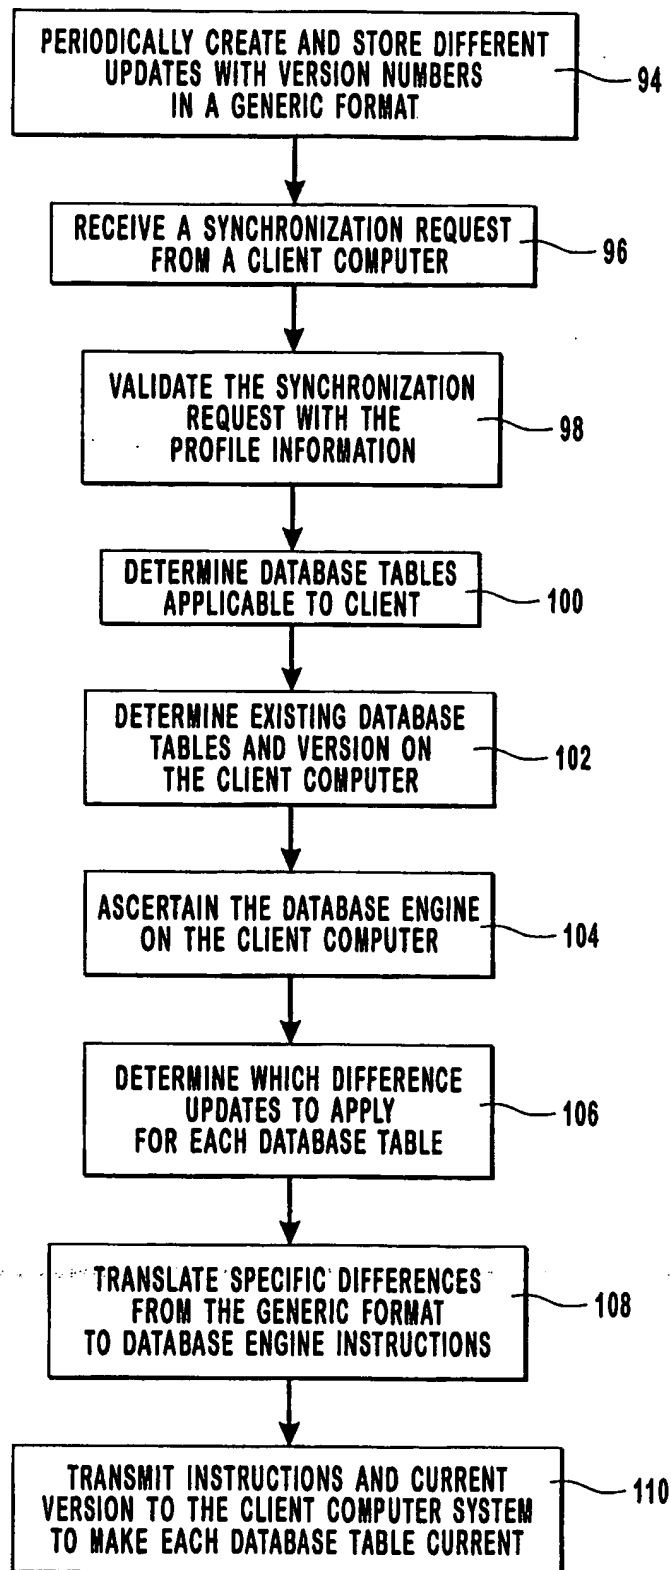 PERIODICALLY CREATE AND STORE DIFFERENT
UPDATES WITH VERSION NUMBERS
IN A GENERIC FORMAT
94
RECEIVE A SYNCHRONIZATION REQUEST
FROM A CLIENT COMPUTER
96
VALIDATE THE SYNCHRONIZATION
REQUEST WITH THE
PROFILE INFORMATION
98
DETERMINE DATABASE TABLES
APPLICABLE TO CLIENT
100
DETERMINE EXISTING DATABASE
TABLES AND VERSION ON
THE CLIENT COMPUTER
102
ASCERTAIN THE DATABASE ENGINE
ON THE CLIENT COMPUTER
104
DETERMINE WHICH DIFFERENCE
UPDATES TO APPLY
FOR EACH DATABASE TABLE
106
TRANSLATE SPECIFIC DIFFERENCES
FROM THE GENERIC FORMAT
TO DATABASE ENGINE INSTRUCTIONS
108
TRANSMIT INSTRUCTIONS AND CURRENT
VERSION TO THE CLIENT COMPUTER SYSTEM
TO MAKE EACH DATABASE TABLE CURRENT
110